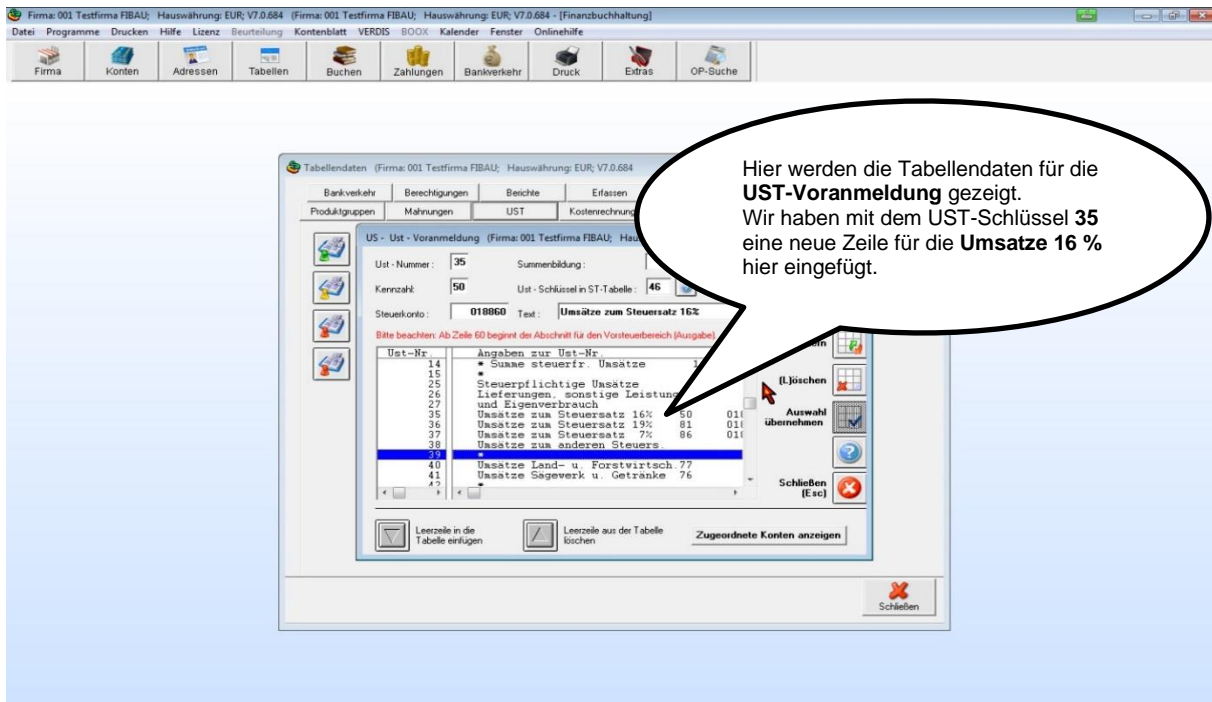 Firma: 001 Testfirma FIBAU; Hauswährung: EUR; V7.0.684 (Firma: 001 Testfirma FIBAU; Hauswährung: EUR; V7.0.684 - [Finanzbuchhaltung]
Datei Programme Drucken Hilfe Lizenz Beurteilung Kontenblatt VERDIS BOOX Kalender Fenster Onlinehilfe
Firma Konten Adressen Tabellen Buchen Zahlungen Bankverkehr Druck Extras OP-Suche
Hier werden die Tabellendaten für die
UST-Voranmeldung gezeigt.
Wir haben mit dem UST-Schlüssel 35
eine neue Zeile für die Umsatze 16 %
hier eingefügt.
Tabellendaten (Firma: 001 Testfirma FIBAU; Hauswährung: EUR; V7.0.684
Bankverkehr Berechtigungen Berichte Erfassen
Produktgruppen Mahnungen UST Kostenrechnung
US - Ust - Voranmeldung (Firma: 001 Testfirma FIBAU; Hau
Ust - Nummer : 35 Summenbildung :
Kennzahl: 50 Ust - Schlüssel in ST-Tabelle : 46
Steuerkonto : 018860 Text : Umsätze zum Steuersatz 16%
Bitte beachten: Ab Zeile 60 beginnt der Abschnitt für den Vorsteuerbereich (Ausgabe)
Ust-Nr. Angaben zur Ust-Nr.
14 * Summe steuerfr. Umsätze 1
15 *
25 Steuerpflichtige Umsätze
26 Lieferungen, sonstige Leistung
27 und Eigenverbrauch
35 Umsätze zum Steuersatz 16% 50 018
36 Umsätze zum Steuersatz 19% 81 018
37 Umsätze zum Steuersatz 7% 86 018
38 Umsätze zum anderen Steuers.
39 *
40 Umsätze Land- u. Forstwirtsch.77
41 Umsätze Sägewerk u. Getränke 76
42 *
(L)öschen
Auswahl
übernehmen
Schließen
(Esc)
Leerzeile in die
Tabelle einfügen
Leerzeile aus der Tabelle
löschen
Zugeordnete Konten anzeigen
Schließen